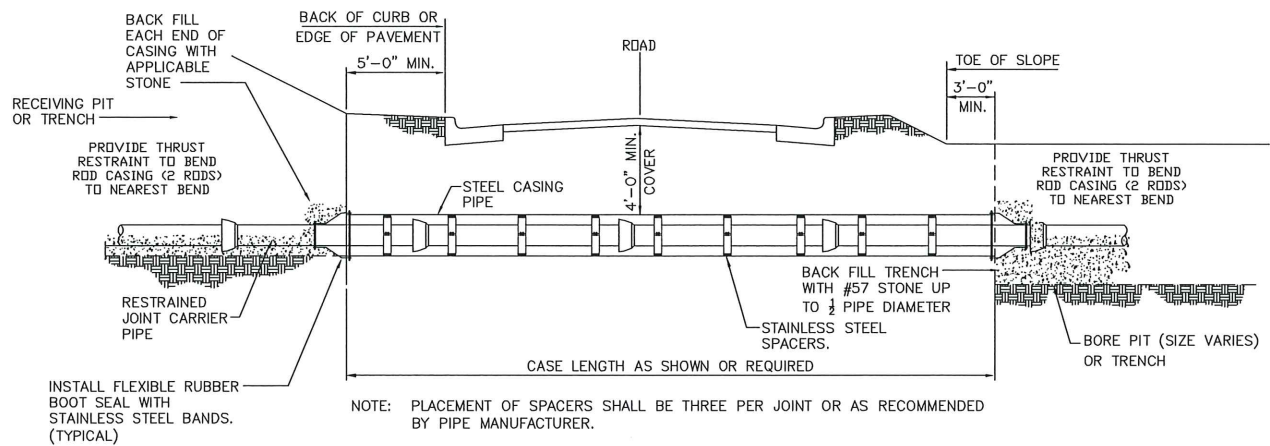 BACK FILL
EACH END OF
CASING WITH
APPLICABLE
STONE
BACK OF CURB OR
EDGE OF PAVEMENT
5'-0" MIN.
ROAD
TOE OF SLOPE
3'-0"
MIN.
RECEIVING PIT
OR TRENCH
PROVIDE THRUST
RESTRAINT TO BEND
ROD CASING (2 RODS)
TO NEAREST BEND
STEEL CASING
PIPE
4'-0" MIN.
COVER
PROVIDE THRUST
RESTRAINT TO BEND
ROD CASING (2 RODS)
TO NEAREST BEND
RESTRAINED
JOINT CARRIER
PIPE
BACK FILL TRENCH
WITH #57 STONE UP
TO ½ PIPE DIAMETER
STAINLESS STEEL
SPACERS.
BORE PIT (SIZE VARIES)
OR TRENCH
CASE LENGTH AS SHOWN OR REQUIRED
INSTALL FLEXIBLE RUBBER
BOOT SEAL WITH
STAINLESS STEEL BANDS.
(TYPICAL)
NOTE: PLACEMENT OF SPACERS SHALL BE THREE PER JOINT OR AS RECOMMENDED
BY PIPE MANUFACTURER.